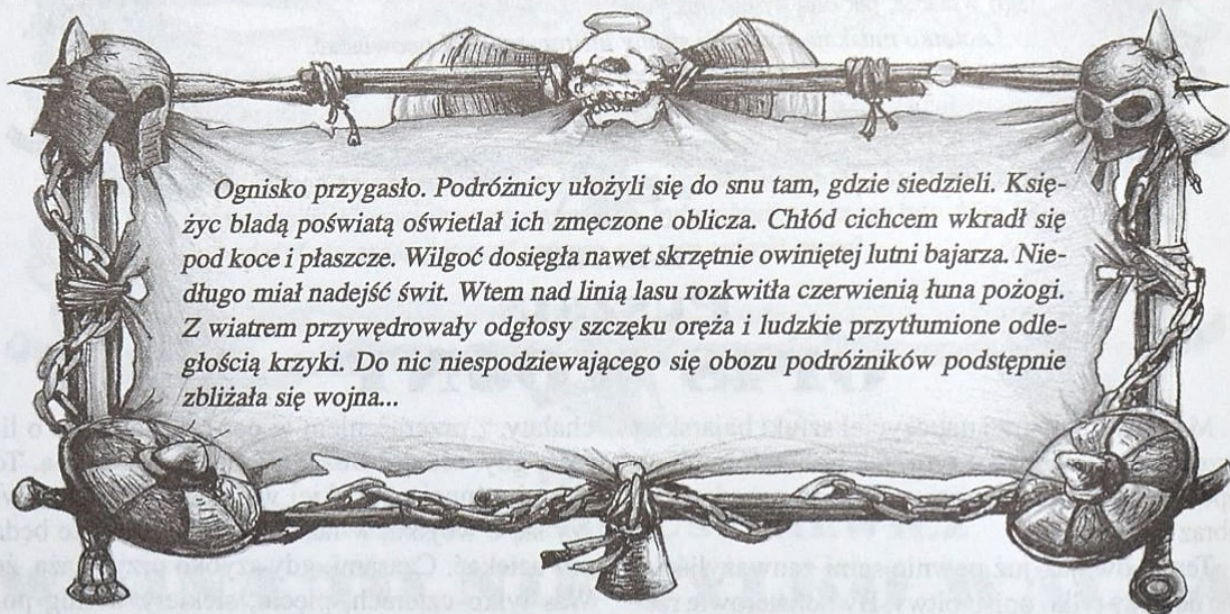 Ognisko przygasło. Podróżnicy ułożyli się do snu tam, gdzie siedzieli. Księ-
życ bladą poświatą oświetlał ich zmęczone oblicza. Chłód cichcem wkradł się
pod koce i płaszcze. Wilgoć dosięgła nawet skrzętnie owiniętej lutni bajarza. Nie-
długo miał nadejść świt. Wtem nad linią lasu rozkwitła czerwienią łuna pożogi.
Z wiatrem przywędrowały odgłosy szczęku oręża i ludzkie przytłumione odle-
głością krzyki. Do nic niespodziewającego się obozu podróżników podstępnie
zbliżała się wojna...